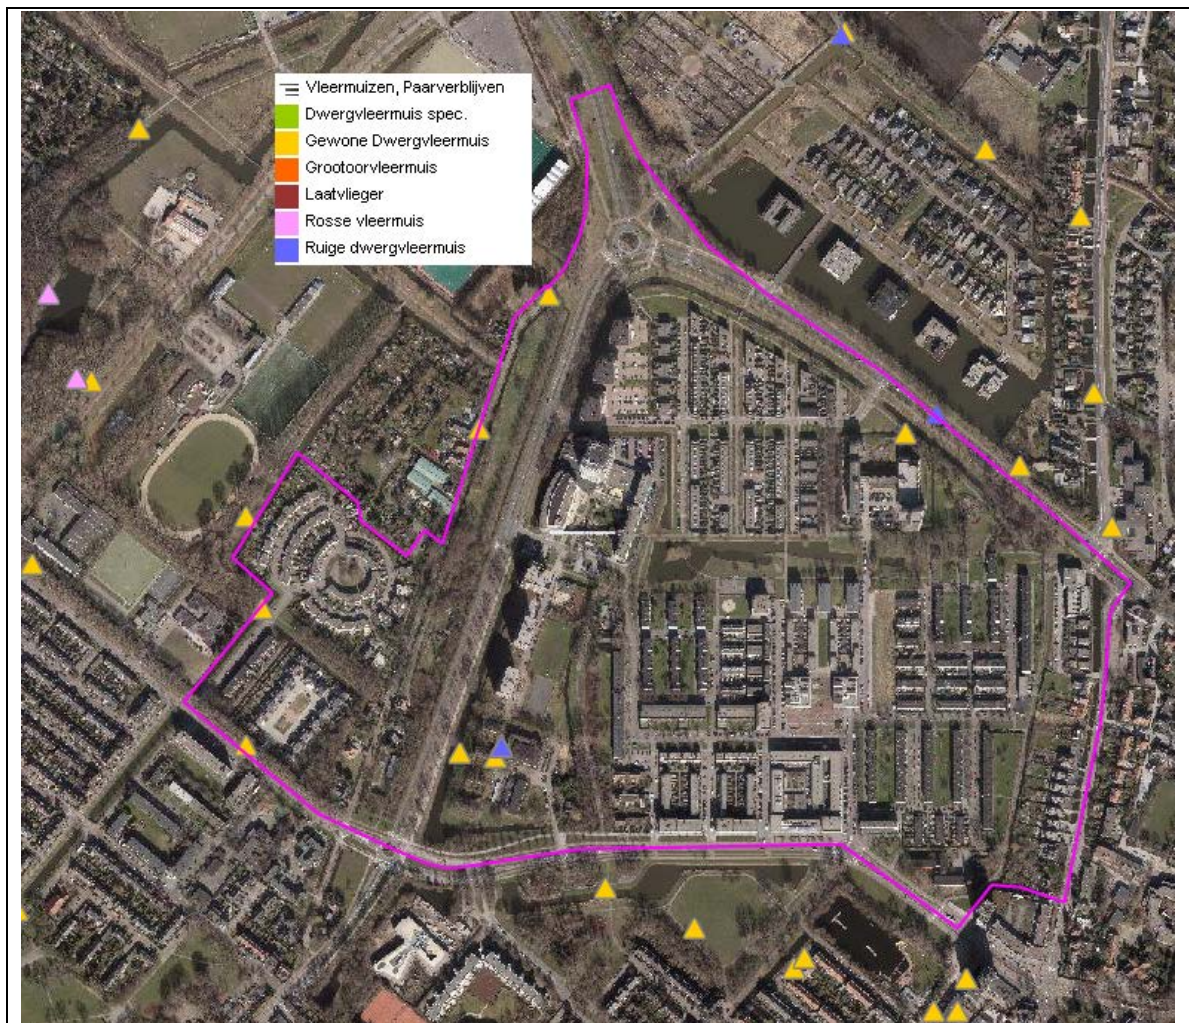 Vleermuizen, Paarverblijven
Dwergvleermuis spec.
Gewone Dwergvleermuis
Grootoorvleermuis
Laatvlieger
Rosse vleermuis
Ruige dwergvleermuis